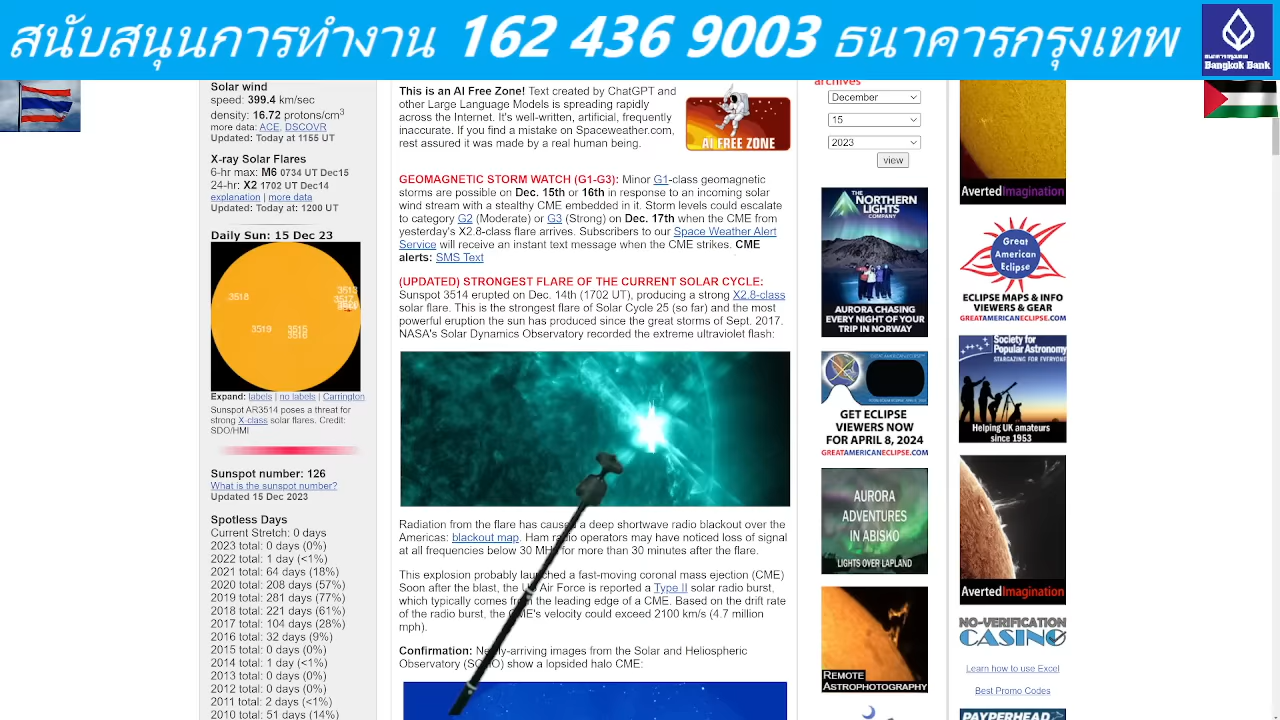 สนับสนุนการทำงาน 162 436 9003 ธนาคารกรุงเทพ
ธนาคารกรุงเทพ
Bangkok Bank
Solar wind
speed: 399.4 km/sec
density: 16.72 protons/cm3
more data: ACE, DSCOVR
Updated: Today at 1155 UT
X-ray Solar Flares
6-hr max: M6 0734 UT Dec15
24-hr: X2 1702 UT Dec14
explanation | more data
Updated: Today at: 1200 UT
Daily Sun: 15 Dec 23
3518
3513
3517
3519
3515
3516
Expand: labels | no labels | Carrington
Sunspot AR3514 poses a threat for
strong X-class solar flares. Credit:
SDO/HMI
Sunspot number: 126
What is the sunspot number?
Updated 15 Dec 2023
Spotless Days
Current Stretch: 0 days
2023 total: 0 days (0%)
2022 total: 1 day (<1%)
2021 total: 64 days (18%)
2020 total: 208 days (57%)
2019 total: 281 days (77%)
2018 total: 221 days (61%)
2017 total: 104 days (28%)
2016 total: 32 days (9%)
2015 total: 0 days (0%)
2014 total: 1 day (<1%)
2013 total: 0 days (0%)
2012 total: 0 days (0%)
2011 total: 2 days (<1%)
2010 total: 51 days (14%)
This is an AI Free Zone! Text created by ChatGPT and
other Large Language Models is spreading rapidly
across the Internet. It's well-written, artificial, frequently
inaccurate. If you find a mistake on Spaceweather.com,
rest assured it was made by a real human being.
AI FREE ZONE
GEOMAGNETIC STORM WATCH (G1-G3): Minor G1-class geomagnetic
storms are possible on Dec. 15th or 16th in response to an incoming solar
wind stream with a stealthy CME embedded in it. Storm levels could escalate
to category G2 (Moderate) or G3 (Strong) on Dec. 17th when the CME from
yesterday's X2.8-class flare arrives. Subscribers to our Space Weather Alert
Service will receive an instant text message when the CME strikes. CME
alerts: SMS Text
(UPDATED) STRONGEST FLARE OF THE CURRENT SOLAR CYCLE:
Sunspot 3514 erupted on Dec. 14th (1702 UT), producing a strong X2.8-class
solar flare. This is the strongest flare of Solar Cycle 25 (so far) and the most
powerful eruption the sun has produced since the great storms of Sept. 2017.
NASA's Solar Dynamics Observatory recorded the extreme ultraviolet flash:
Radiation from the flare has caused a deep shortwave radio blackout over the
Americas: blackout map. Ham radio operators may have noticed loss of signal
at all frequencies below 30 MHz for more than 30 minutes after the flare.
This explosion probably launched a fast-moving coronal mass ejection (CME)
Soon after the blast, the US Air Force is reported a Type II solar radio burst,
which typically comes from the leading edge of a CME. Based on the drift rate
of the radio burst, the CME's velocity could exceed 2100 km/s (4.7 million
mph).
Confirmation: Newly-arriving images from the Solar and Heliospheric
Observatory (SOHO) show a lopsided halo CME:
archives
December
15
2023
view
THE
NORTHERN
LIGHTS
COMPANY
AURORA CHASING
EVERY NIGHT OF YOUR
TRIP IN NORWAY
GET ECLIPSE
VIEWERS NOW
FOR APRIL 8, 2024
GREATAMERICANECLIPSE.COM
AURORA
ADVENTURES
IN ABISKO
LIGHTS OVER LAPLAND
REMOTE
ASTROPHOTOGRAPHY
AvertedImagination
Great
American
Eclipse
ECLIPSE MAPS & INFO
VIEWERS & GEAR
GREATAMERICANECLIPSE.COM
Society for
Popular Astronomy
STARGAZING FOR EVERYONE
Helping UK amateurs
since 1953
AvertedImagination
NO-VERIFICATION
CASINO
Learn how to use Excel
Best Promo Codes
PAYPERHEAD